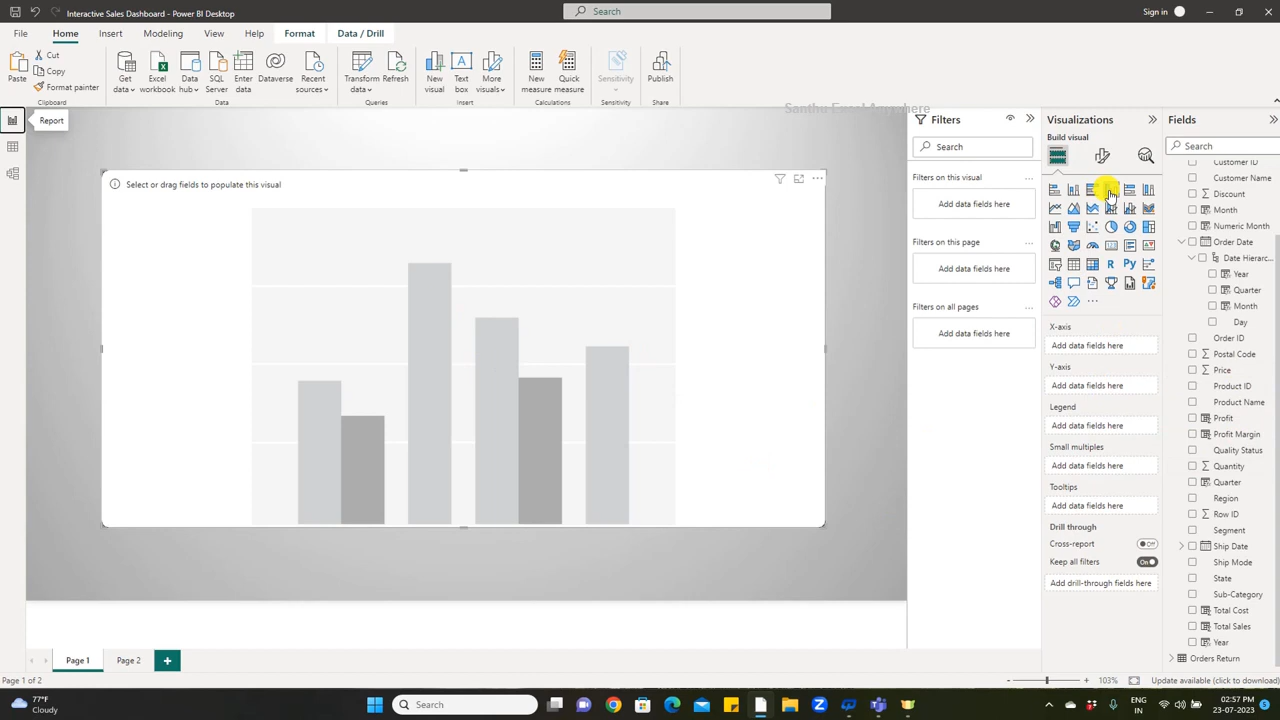 Interactive Sales Dashboard - Power BI Desktop
Search
Sign in
File Home Insert Modeling View Help Format Data / Drill
Paste
Cut
Copy
Format painter
Clipboard
Get data
Excel workbook
Data hub
SQL Server
Enter data
Dataverse
Recent sources
Data
Transform data
Refresh
Queries
New visual
Text box
More visuals
Insert
New measure
Quick measure
Calculations
Sensitivity
Sensitivity
Publish
Share
Santhu Excel Anywhere
Report
Select or drag fields to populate this visual
Filters
Search
Filters on this visual
Add data fields here
Filters on this page
Add data fields here
Filters on all pages
Add data fields here
Visualizations
Build visual
R
Py
X-axis
Add data fields here
Y-axis
Add data fields here
Legend
Add data fields here
Small multiples
Add data fields here
Tooltips
Add data fields here
Drill through
Cross-report
Off
Keep all filters
On
Add drill-through fields here
Fields
Search
Customer ID
Customer Name
Discount
Month
Numeric Month
Order Date
Date Hierarc...
Year
Quarter
Month
Day
Order ID
Postal Code
Price
Product ID
Product Name
Profit
Profit Margin
Quality Status
Quantity
Quarter
Region
Row ID
Segment
Ship Date
Ship Mode
State
Sub-Category
Total Cost
Total Sales
Year
Orders Return
Page 1
Page 2
Page 1 of 2
103%
Update available (click to download)
77°F
Cloudy
Search
ENG
IN
02:57 PM
23-07-2023